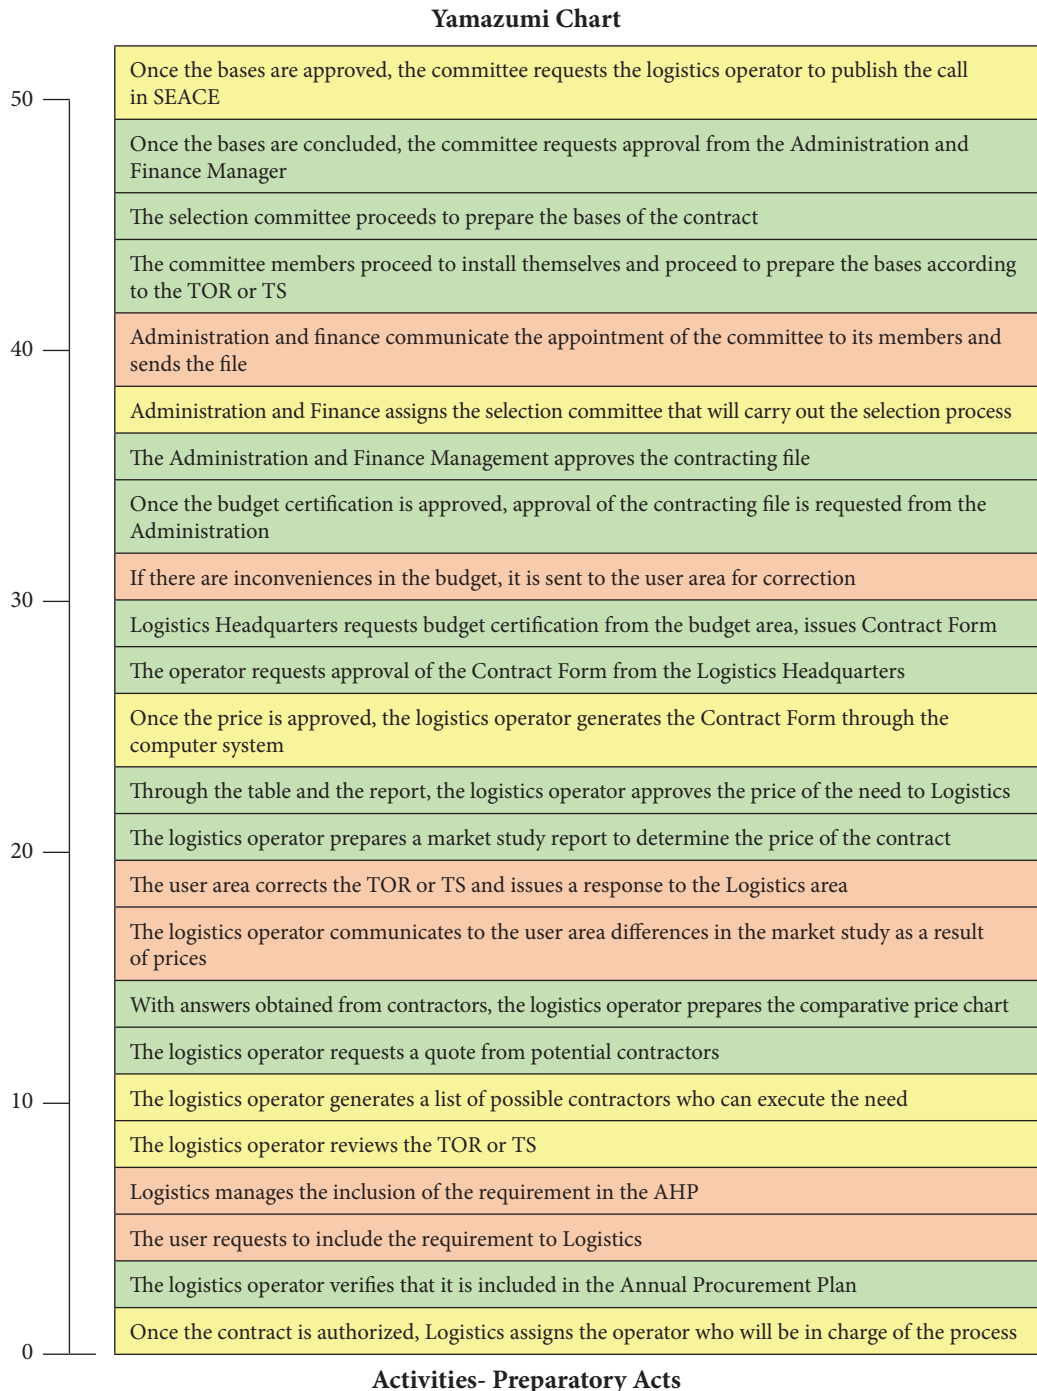 Yamazumi Chart
Once the bases are approved, the committee requests the logistics operator to publish the call
in SEACE
50
Once the bases are concluded, the committee requests approval from the Administration and
Finance Manager
The selection committee proceeds to prepare the bases of the contract
The committee members proceed to install themselves and proceed to prepare the bases according
to the TOR or TS
Administration and finance communicate the appointment of the committee to its members and
sends the file
40
Administration and Finance assigns the selection committee that will carry out the selection process
The Administration and Finance Management approves the contracting file
Once the budget certification is approved, approval of the contracting file is requested from the
Administration
If there are inconveniences in the budget, it is sent to the user area for correction
30
Logistics Headquarters requests budget certification from the budget area, issues Contract Form
The operator requests approval of the Contract Form from the Logistics Headquarters
Once the price is approved, the logistics operator generates the Contract Form through the
computer system
Through the table and the report, the logistics operator approves the price of the need to Logistics
The logistics operator prepares a market study report to determine the price of the contract
20
The user area corrects the TOR or TS and issues a response to the Logistics area
The logistics operator communicates to the user area differences in the market study as a result
of prices
With answers obtained from contractors, the logistics operator prepares the comparative price chart
The logistics operator requests a quote from potential contractors
The logistics operator generates a list of possible contractors who can execute the need
10
The logistics operator reviews the TOR or TS
Logistics manages the inclusion of the requirement in the AHP
The user requests to include the requirement to Logistics
The logistics operator verifies that it is included in the Annual Procurement Plan
Once the contract is authorized, Logistics assigns the operator who will be in charge of the process
0
Activities- Preparatory Acts